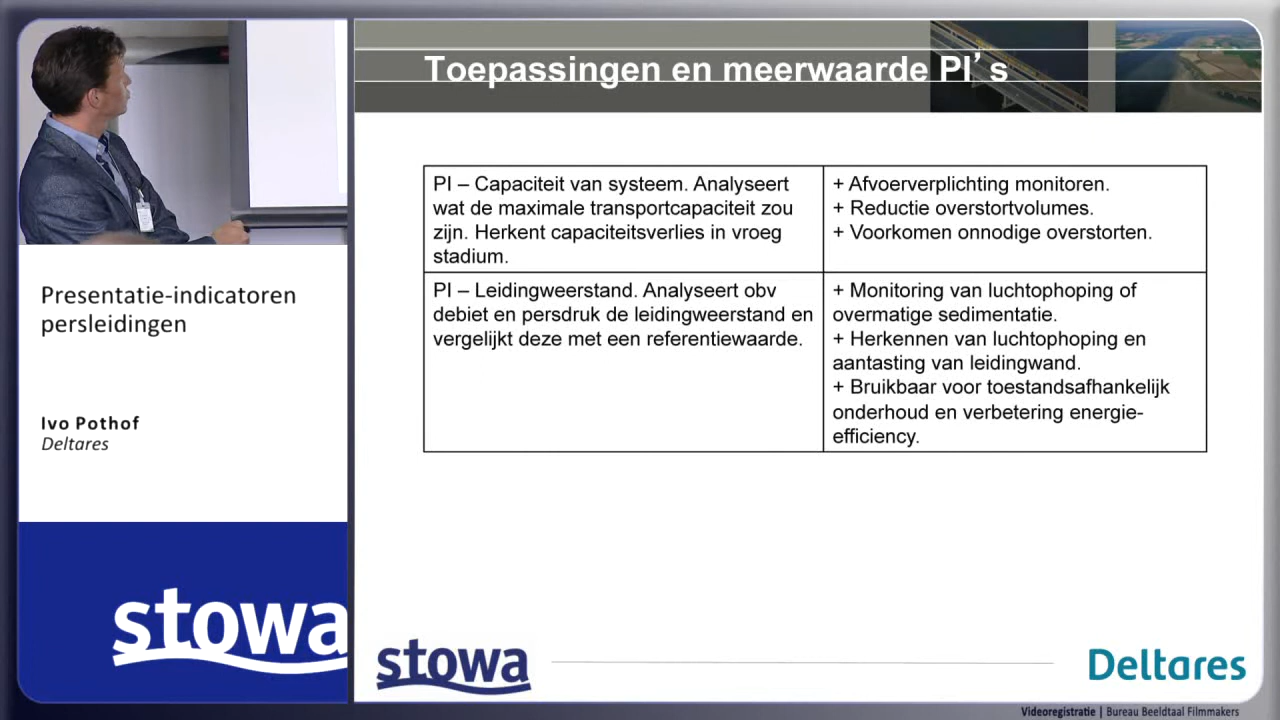 Toepassingen en meerwaarde PI’s
PI – Capaciteit van systeem. Analyseert
wat de maximale transportcapaciteit zou
zijn. Herkent capaciteitsverlies in vroeg
stadium.
+ Afvoerverplichting monitoren.
+ Reductie overstortvolumes.
+ Voorkomen onnodige overstorten.
PI – Leidingweerstand. Analyseert obv
debiet en persdruk de leidingweerstand en
vergelijkt deze met een referentiewaarde.
+ Monitoring van luchtophoping of
overmatige sedimentatie.
+ Herkennen van luchtophoping en
aantasting van leidingwand.
+ Bruikbaar voor toestandsafhankelijk
onderhoud en verbetering energie-
efficiency.
Presentatie-indicatoren
persleidingen
Ivo Pothof
Deltares
stowa
stowa
Deltares
Videoregistratie | Bureau Beeldtaal Filmmakers